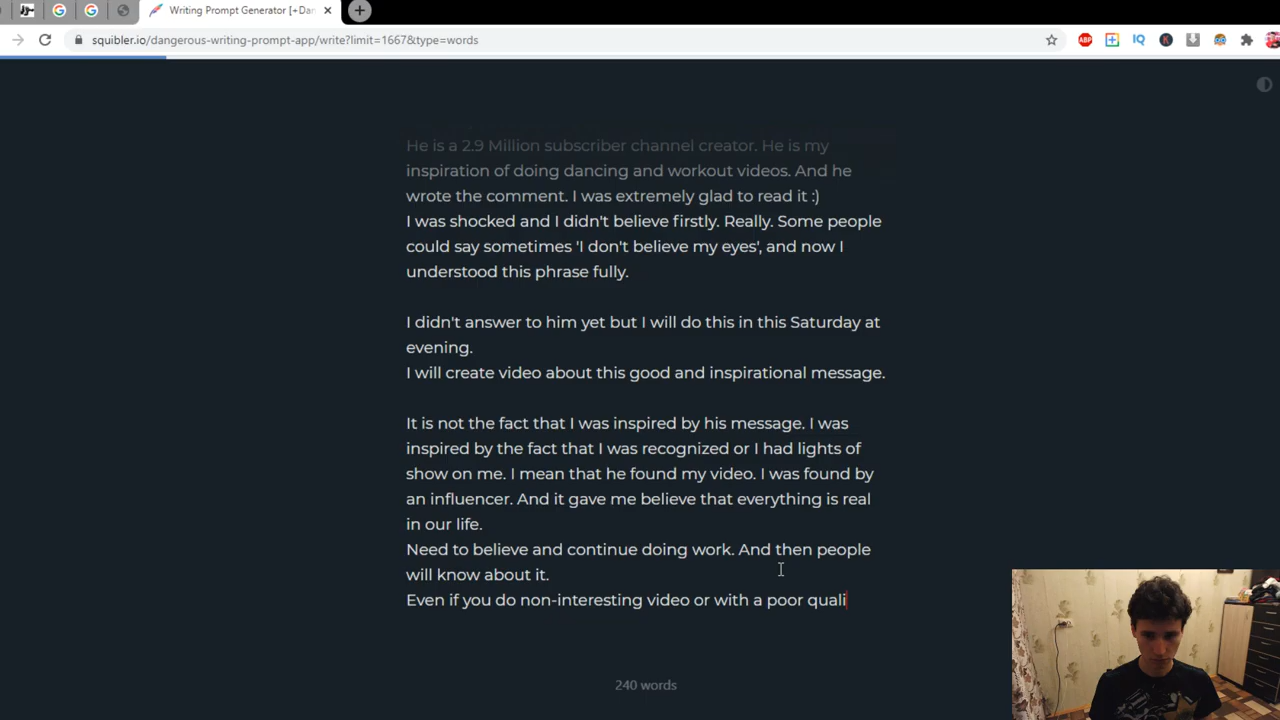 Writing Prompt Generator [+Dan
squibler.io/dangerous-writing-prompt-app/write?limit=1667&type=words
He is a 2.9 Million subscriber channel creator. He is my
inspiration of doing dancing and workout videos. And he
wrote the comment. I was extremely glad to read it :)
I was shocked and I didn't believe firstly. Really. Some people
could say sometimes 'I don't believe my eyes', and now I
understood this phrase fully.
I didn't answer to him yet but I will do this in this Saturday at
evening.
I will create video about this good and inspirational message.
It is not the fact that I was inspired by his message. I was
inspired by the fact that I was recognized or I had lights of
show on me. I mean that he found my video. I was found by
an influencer. And it gave me believe that everything is real
in our life.
Need to believe and continue doing work. And then people
will know about it.
Even if you do non-interesting video or with a poor quali
240 words